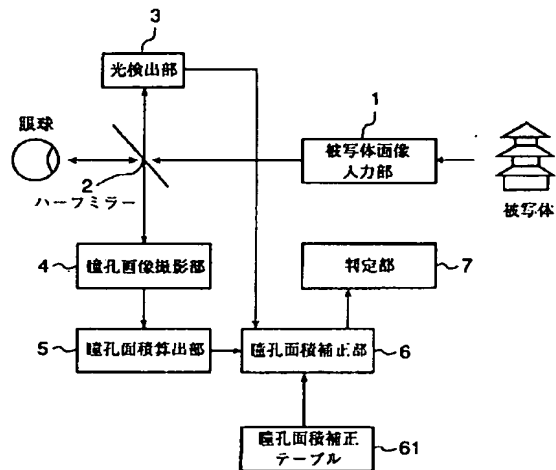 3
光検出部
眼球
1
被写体画像
入力部
2
ハーフミラー
被写体
4
瞳孔画像撮影部
判定部
7
5
瞳孔面積算出部
瞳孔面積補正部
6
瞳孔面積補正
テーブル
61